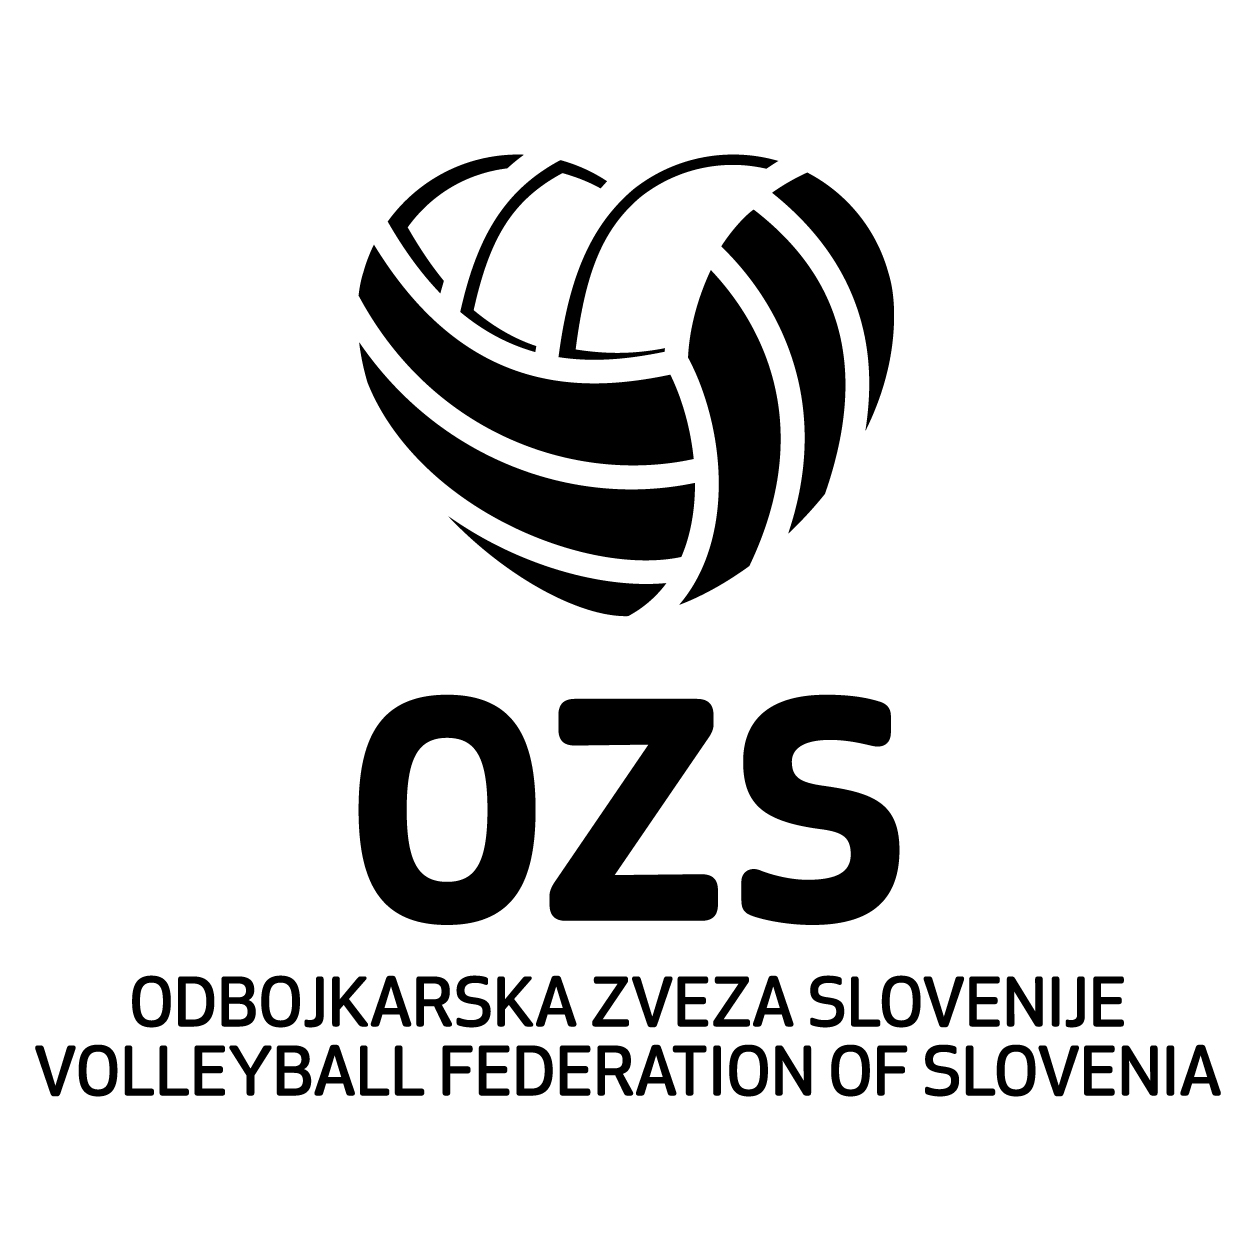 OZS
ODBOJKARSKA ZVEZA SLOVENIJE
VOLLEYBALL FEDERATION OF SLOVENIA